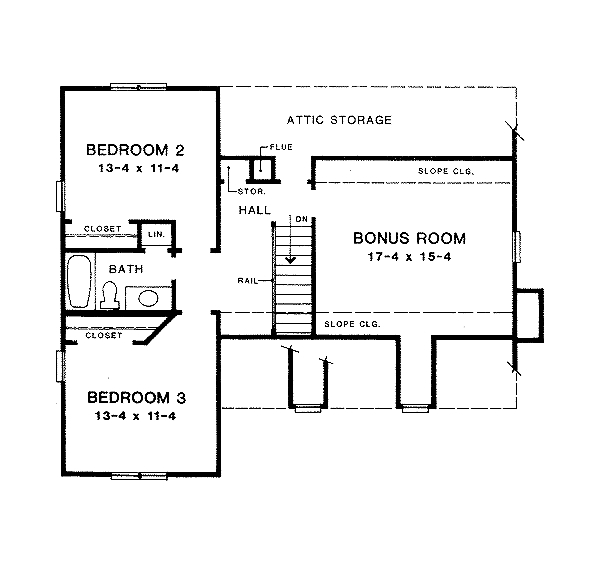 ATTIC STORAGE
BEDROOM 2
13-4 x 11-4
FLUE
SLOPE CLG.
STOR.
HALL
DN
CLOSET
LIN.
BONUS ROOM
17-4 x 15-4
BATH
RAIL
SLOPE CLG.
CLOSET
BEDROOM 3
13-4 x 11-4